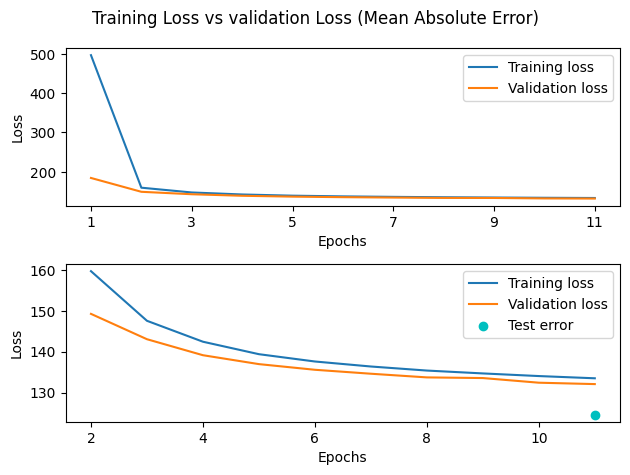 Training Loss vs validation Loss (Mean Absolute Error)
500
400
300
200
Loss
Training loss
Validation loss
1 3 5 7 9 11
Epochs
160
150
140
130
Loss
Training loss
Validation loss
Test error
2 4 6 8 10
Epochs